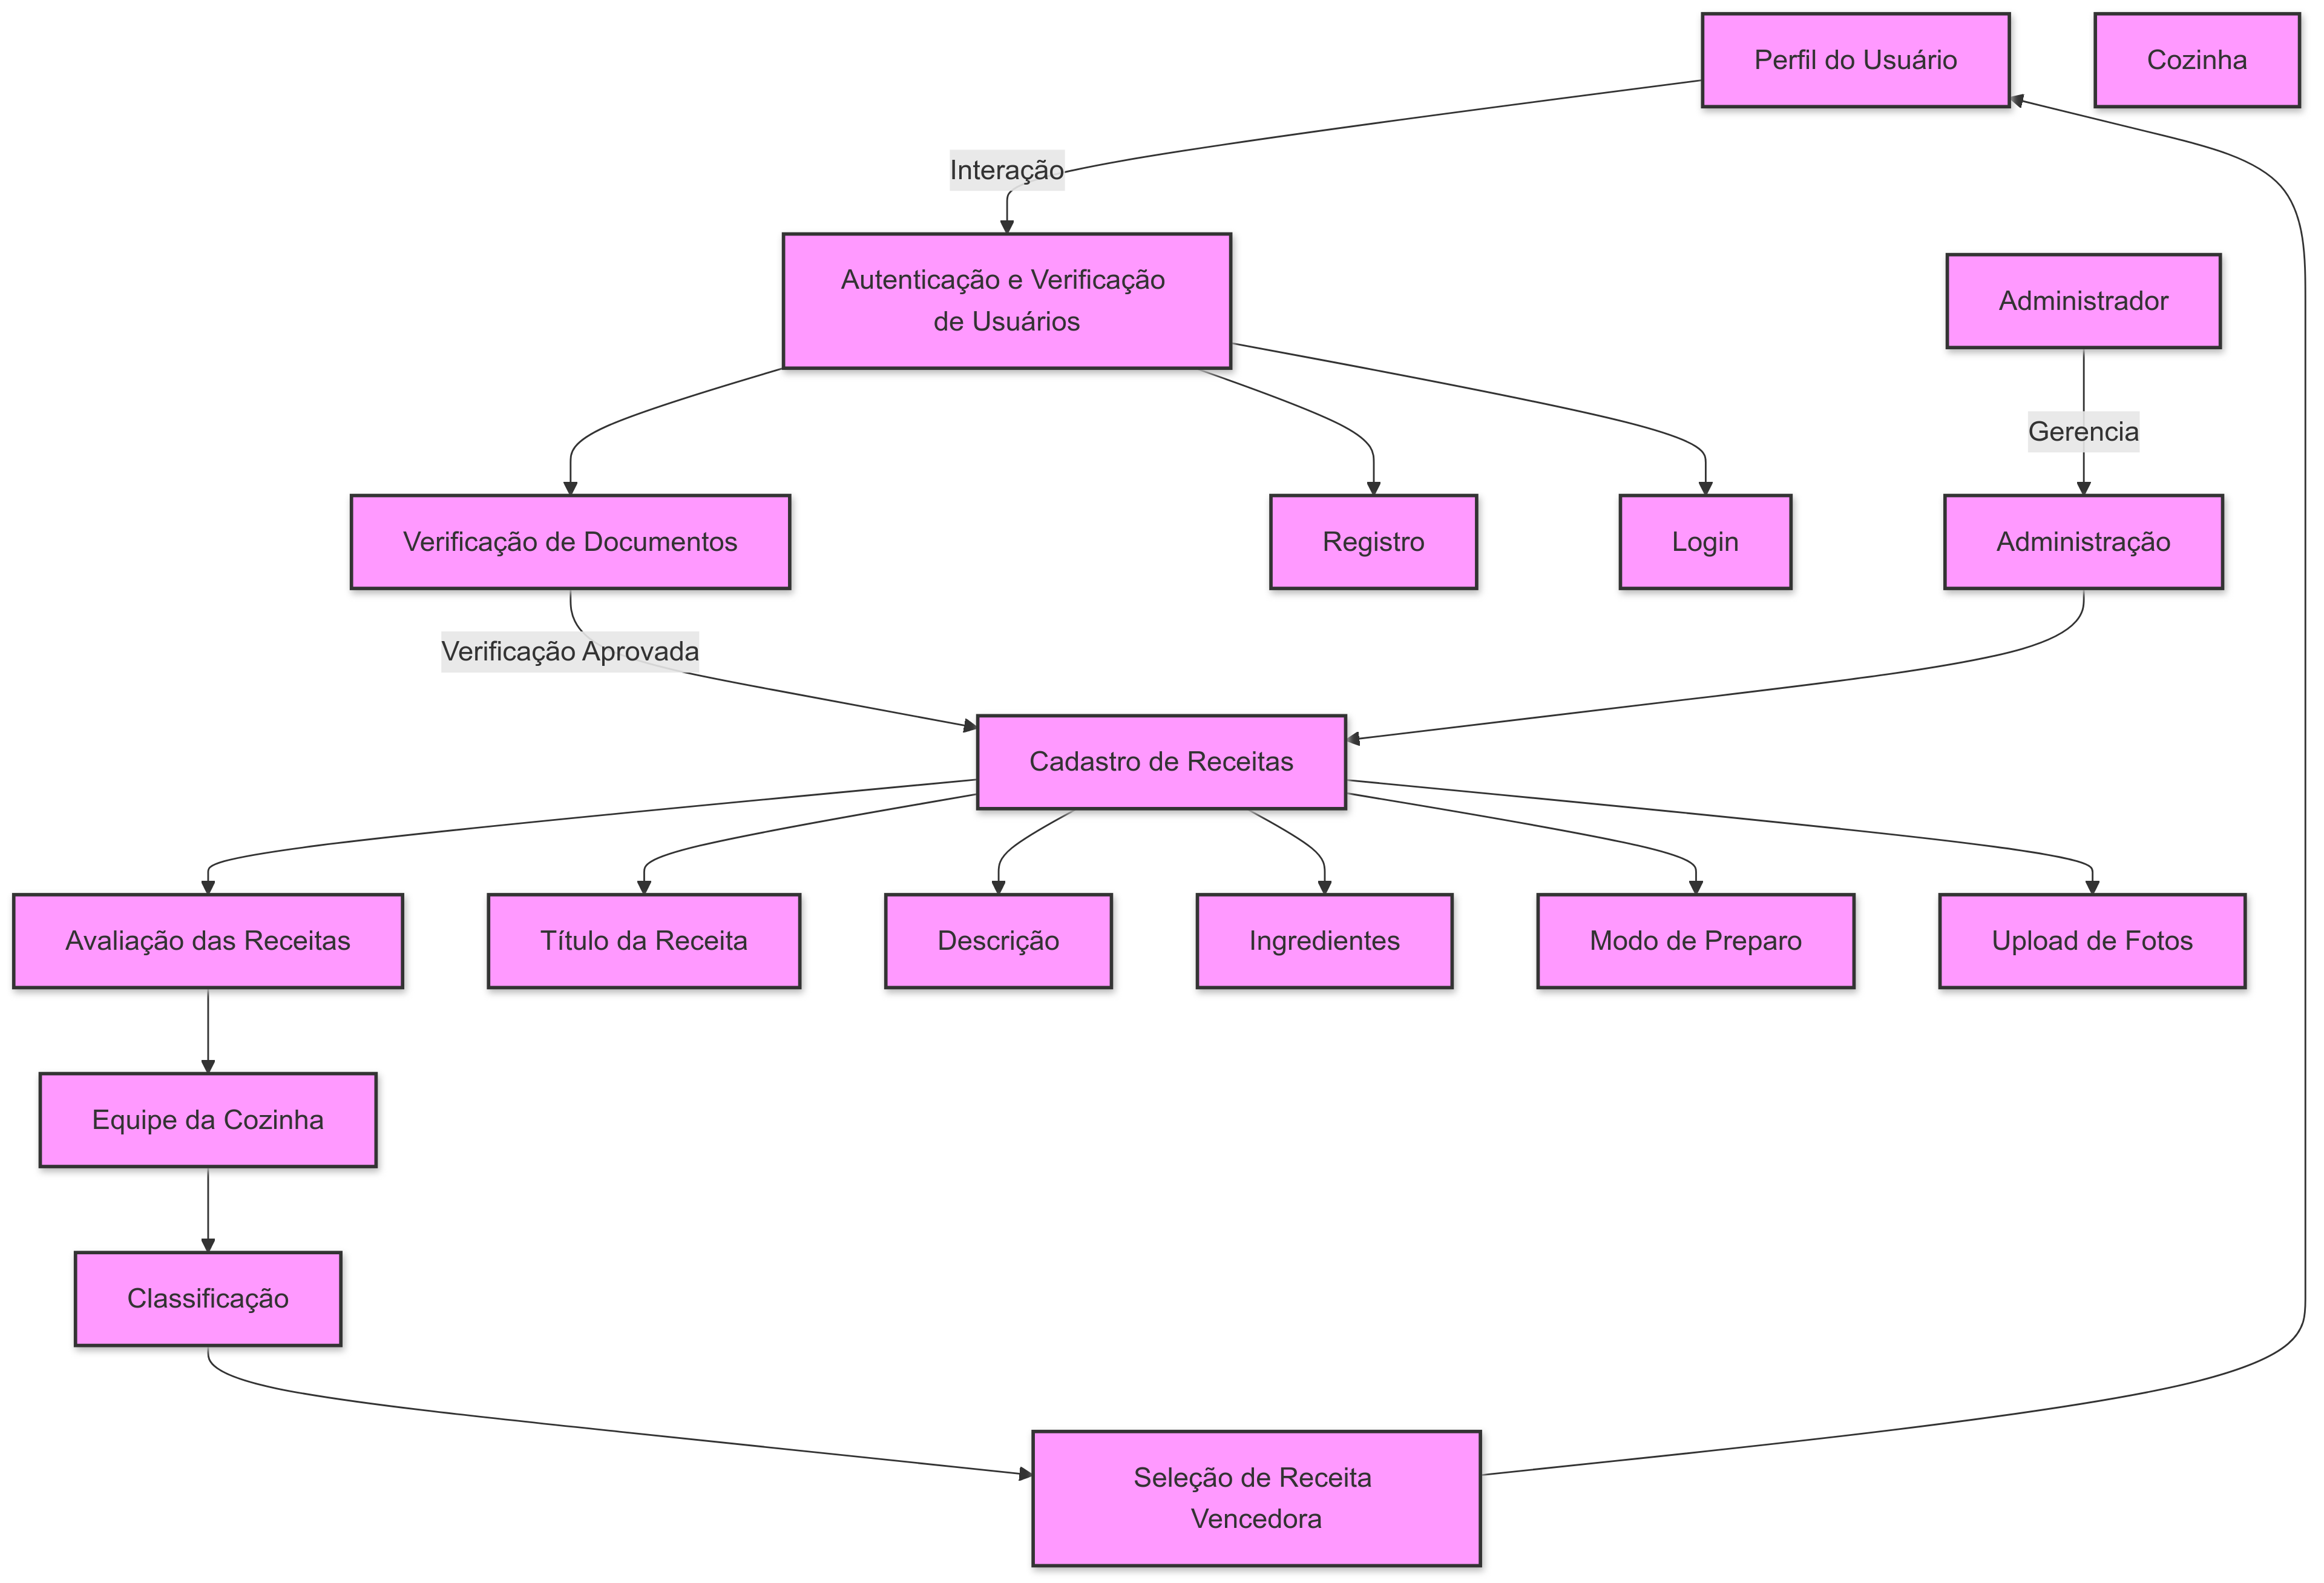 Perfil do Usuário
Cozinha
Interação
Autenticação e Verificação
de Usuários
Administrador
Gerencia
Verificação de Documentos
Registro
Login
Administração
Verificação Aprovada
Cadastro de Receitas
Avaliação das Receitas
Título da Receita
Descrição
Ingredientes
Modo de Preparo
Upload de Fotos
Equipe da Cozinha
Classificação
Seleção de Receita
Vencedora